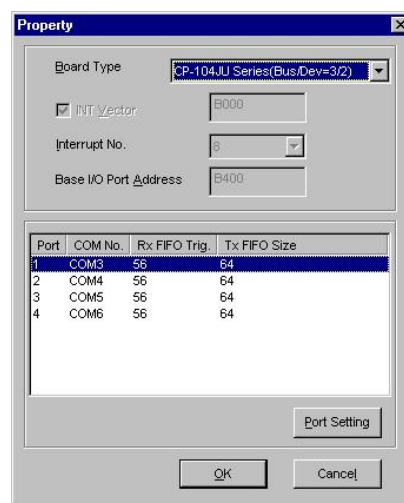 Property
Board Type
CP-104JU Series(Bus/Dev=3/2)
INT Vector
B000
Interrupt No.
8
Base I/O Port Address
B400
Port COM No. Rx FIFO Trig. Tx FIFO Size
1 COM3 56 64
2 COM4 56 64
3 COM5 56 64
4 COM6 56 64
Port Setting
OK
Cancel